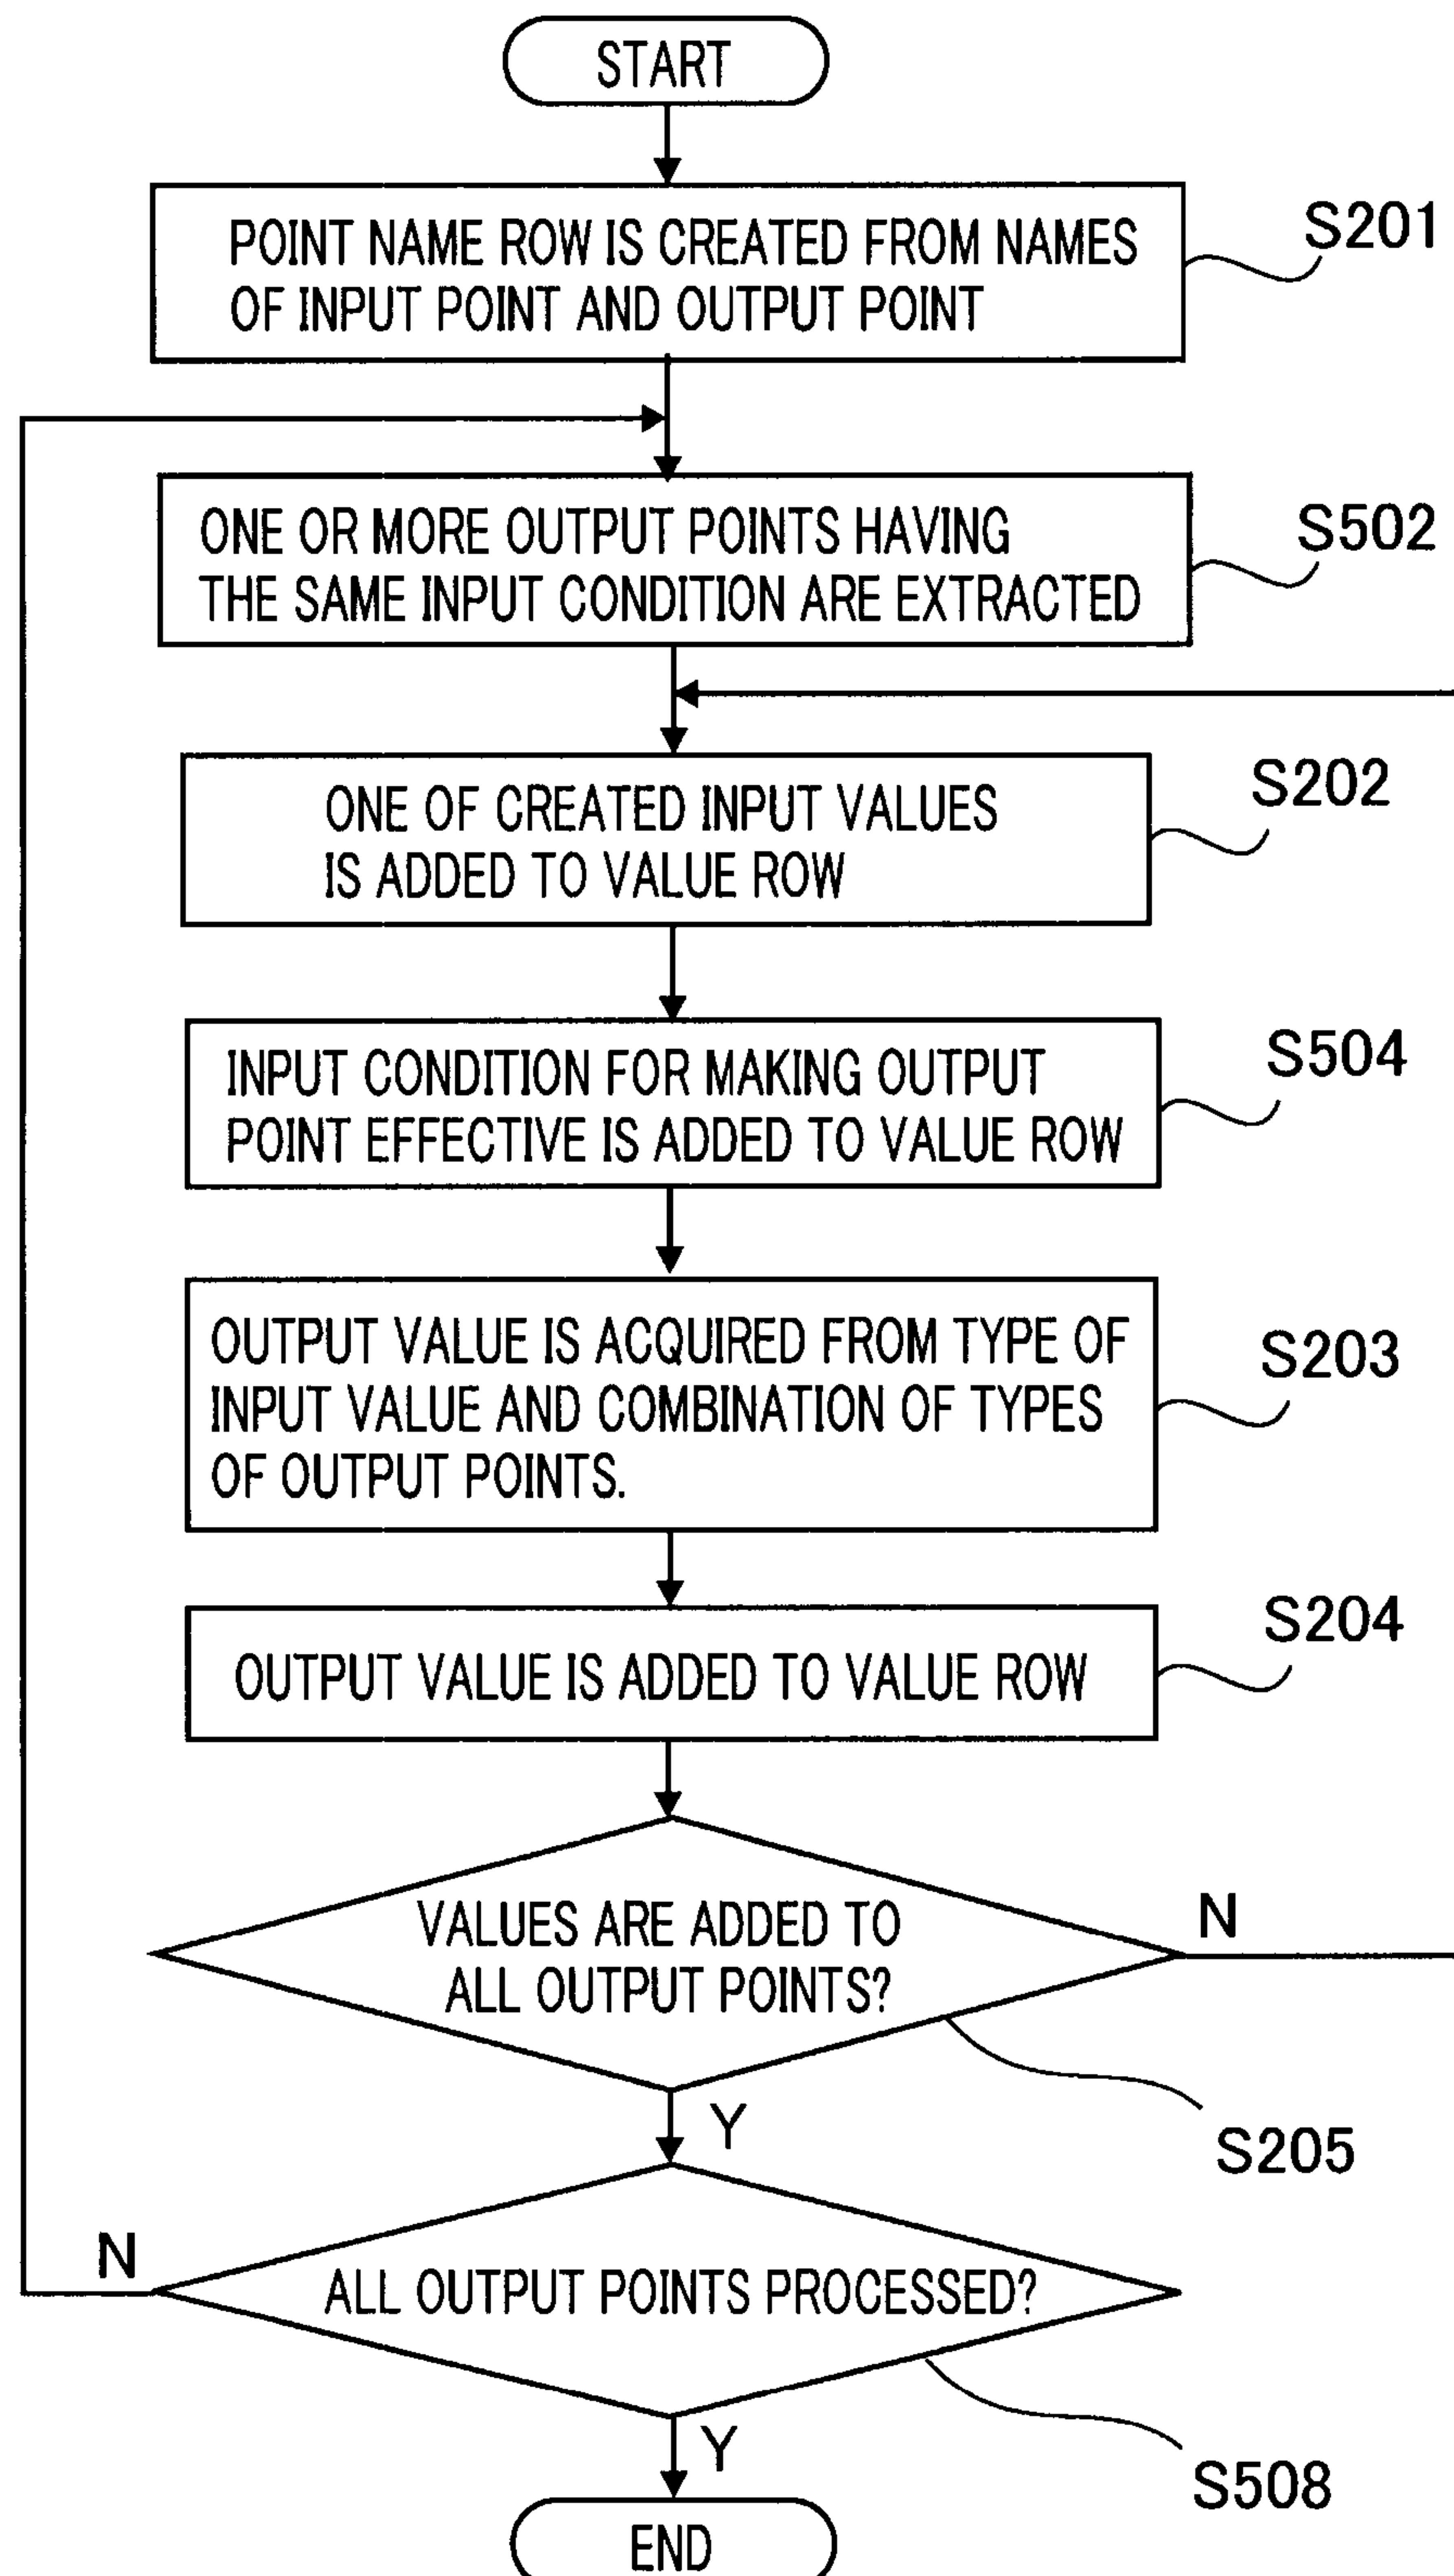 START
POINT NAME ROW IS CREATED FROM NAMES
OF INPUT POINT AND OUTPUT POINT
S201
ONE OR MORE OUTPUT POINTS HAVING
THE SAME INPUT CONDITION ARE EXTRACTED
S502
ONE OF CREATED INPUT VALUES
IS ADDED TO VALUE ROW
S202
INPUT CONDITION FOR MAKING OUTPUT
POINT EFFECTIVE IS ADDED TO VALUE ROW
S504
OUTPUT VALUE IS ACQUIRED FROM TYPE OF
INPUT VALUE AND COMBINATION OF TYPES
OF OUTPUT POINTS.
S203
OUTPUT VALUE IS ADDED TO VALUE ROW
S204
VALUES ARE ADDED TO
ALL OUTPUT POINTS?
N
S205
Y
N
ALL OUTPUT POINTS PROCESSED?
S508
Y
END